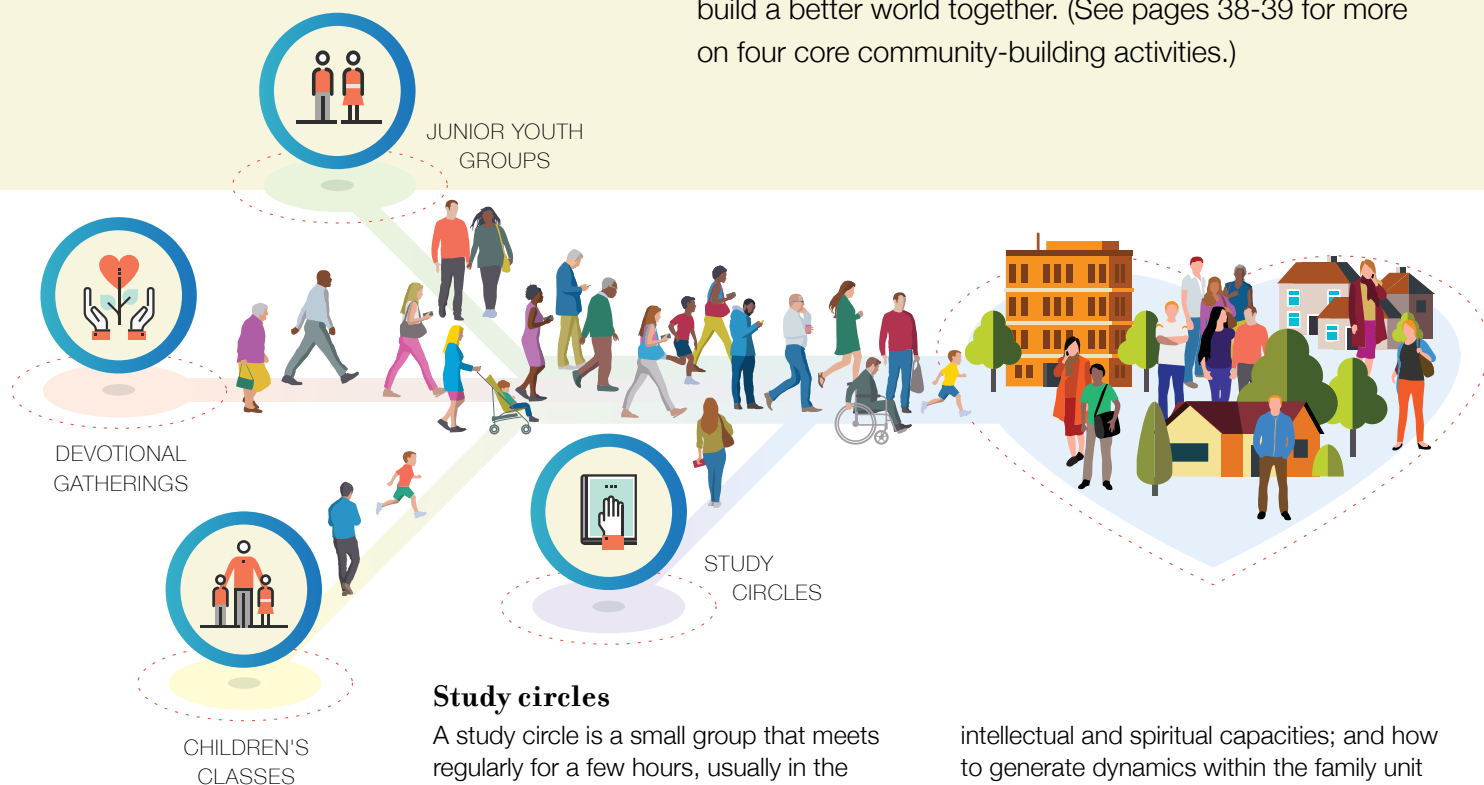 build a better world together. (See pages 38-39 for more
on four core community-building activities.)
JUNIOR YOUTH
GROUPS
DEVOTIONAL
GATHERINGS
STUDY
CIRCLES
CHILDREN'S
CLASSES
Study circles
A study circle is a small group that meets
regularly for a few hours, usually in the
intellectual and spiritual capacities; and how
to generate dynamics within the family unit